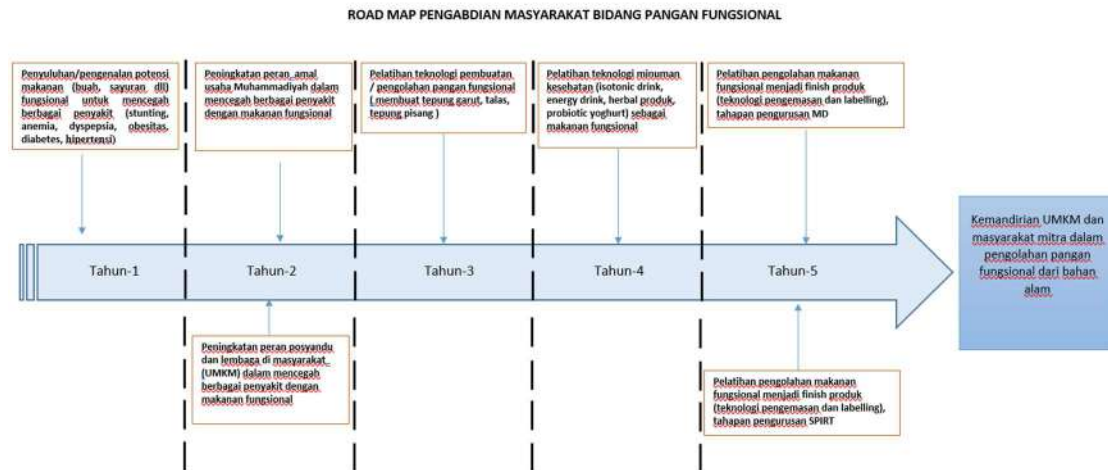 ROAD MAP PENGABDIAN MASYARAKAT BIDANG PANGAN FUNGSIONAL
Penyuluhan/pengenalan potensi
makanan (buah, sayuran dll)
fungsional untuk mencegah
berbagai penyakit (stunting,
anemia, dyspepsia, obesitas,
diabetes, hipertensi)
Peningkatan peran amal
usaha Muhammadiyah dalam
mencegah berbagai penyakit
dengan makanan fungsional
Pelatihan teknologi pembuatan
/ pengolahan pangan fungsional
( membuat tepung garut, talas,
tepung pisang )
Pelatihan teknologi minuman
kesehatan (isotonic drink,
energy drink, herbal produk,
probiotic yoghurt) sebagai
makanan fungsional
Pelatihan pengolahan makanan
fungsional menjadi finish produk
(teknologi pengemasan dan labelling),
tahapan pengurusan MD
Tahun-1
Tahun-2
Tahun-3
Tahun-4
Tahun-5
Kemandirian UMKM dan
masyarakat mitra dalam
pengolahan pangan
fungsional dari bahan
alam
Peningkatan peran posyandu
dan lembaga di masyarakat
(UMKM) dalam mencegah
berbagai penyakit dengan
makanan fungsional
Pelatihan pengolahan makanan
fungsional menjadi finish produk
(teknologi pengemasan dan labelling),
tahapan pengurusan SPIRT